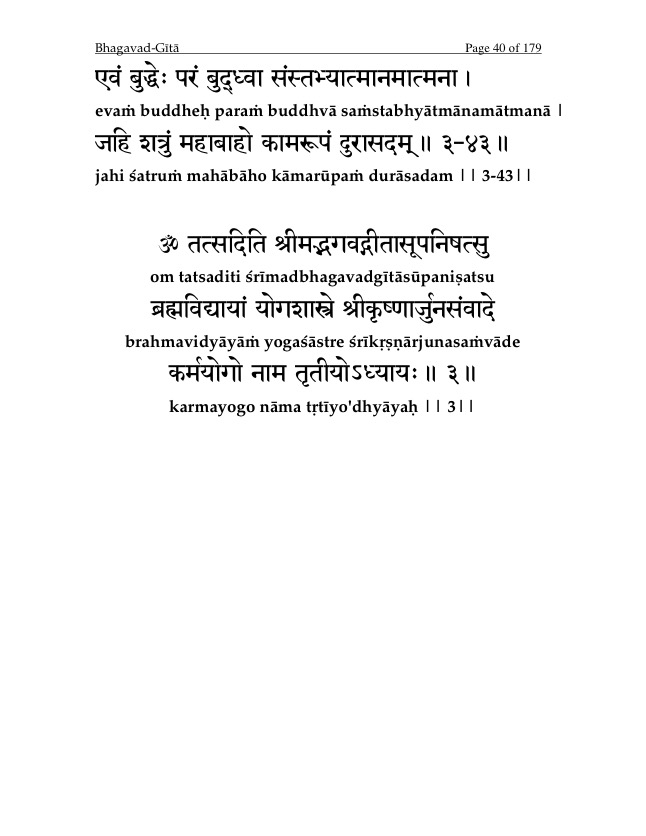 Bhagavad-Gītā Page 40 of 179
एवं बुद्धेः परं बुद्ध्वा संस्तभ्यात्मानमात्मना ।
evaṁ buddheḥ paraṁ buddhvā saṁstabhyātmānamātmanā |
जहि शत्रुं महाबाहो कामरूपं दुरासदम् ॥ ३-४३॥
jahi śatruṁ mahābāho kāmarūpaṁ durāsadam || 3-43||
ॐ तत्सदिति श्रीमद्भगवद्गीतासूपनिषत्सु
om tatsaditi śrīmadbhagavadgītāsūpaniṣatsu
ब्रह्मविद्यायां योगशास्त्रे श्रीकृष्णार्जुनसंवादे
brahmavidyāyāṁ yogaśāstre śrīkṛṣṇārjunasaṁvāde
कर्मयोगो नाम तृतीयोऽध्यायः ॥ ३॥
karmayogo nāma tṛtīyo'dhyāyaḥ || 3||